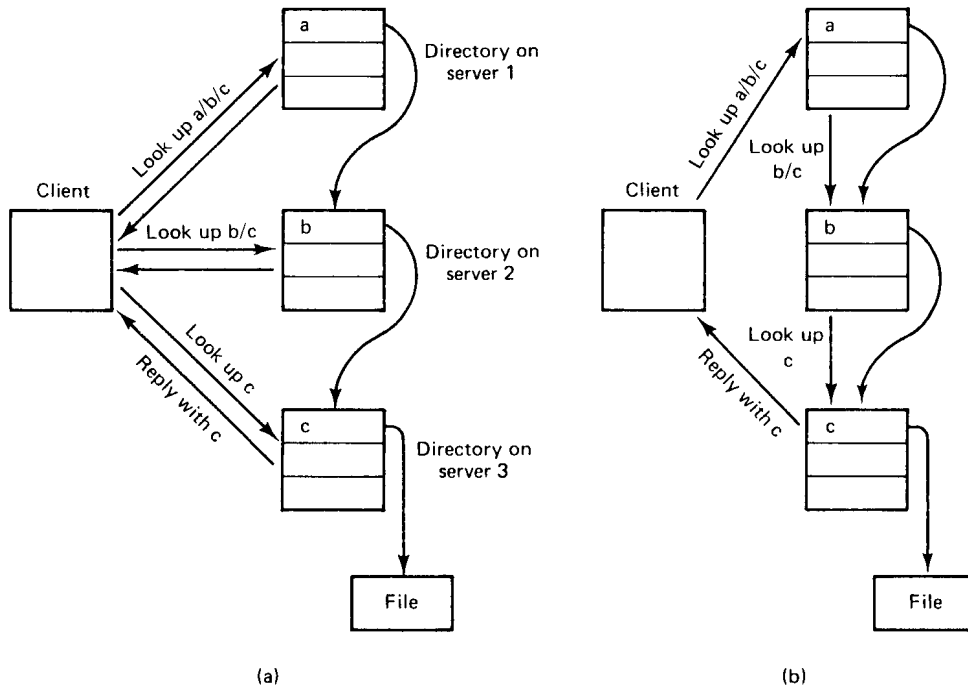 a
Directory on
server 1
Look up a/b/c
Client
Look up b/c
b
Directory on
server 2
Look up c
Reply with c
c
Directory on
server 3
File
(a)
a
Look up a/b/c
Look up
b/c
Client
b
Look up
c
Reply with c
c
File
(b)